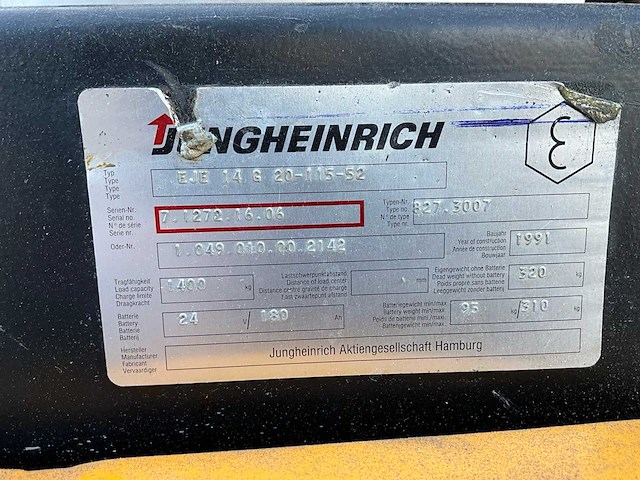 JUNGHEINRICH
ε
Typ
Type
Type
Type
EJE 14 G 20-115-52
Serien-Nr.
Serial no.
N° de série
Serie nr.
7.1272.16.06
Typen-Nr.
Type no.
N° de type
Type nr.
827.3007
Oder-Nr.
1.049.010.00.2142
Baujahr
Year of construction
Année de construction
Bouwjaar
1991
Tragfähigkeit
Load capacity
Charge limite
Draagkracht
1400 kg
Lastschwerpunktabstand
Distance of load center
Distance centre gravité de charge
Last zwaartepunt afstand
mm
Eigengewicht ohne Batterie
Dead weight without battery
Poids propre sans batterie
Leeggewicht zonder batterij
320 kg
Batterie
Battery
Batterie
Batterij
24 V / 180 Ah
Batteriegewicht min/max
Battery weight min/max
Poids de batterie min./maxi.
Batterijgewicht min/max
95 kg / 310 kg
Hersteller
Manufacturer
Fabricant
Vervaardiger
Jungheinrich Aktiengesellschaft Hamburg